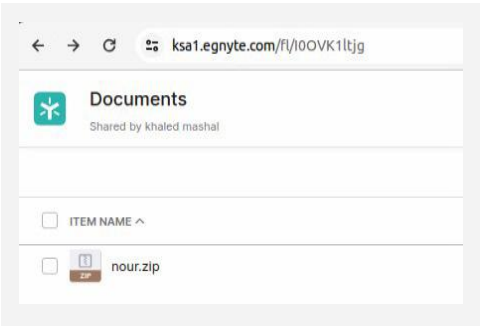 ksa1.egnyte.com/fl/I0OVK1ltjg
Documents
Shared by khaled mashal
ITEM NAME
ZIP
nour.zip